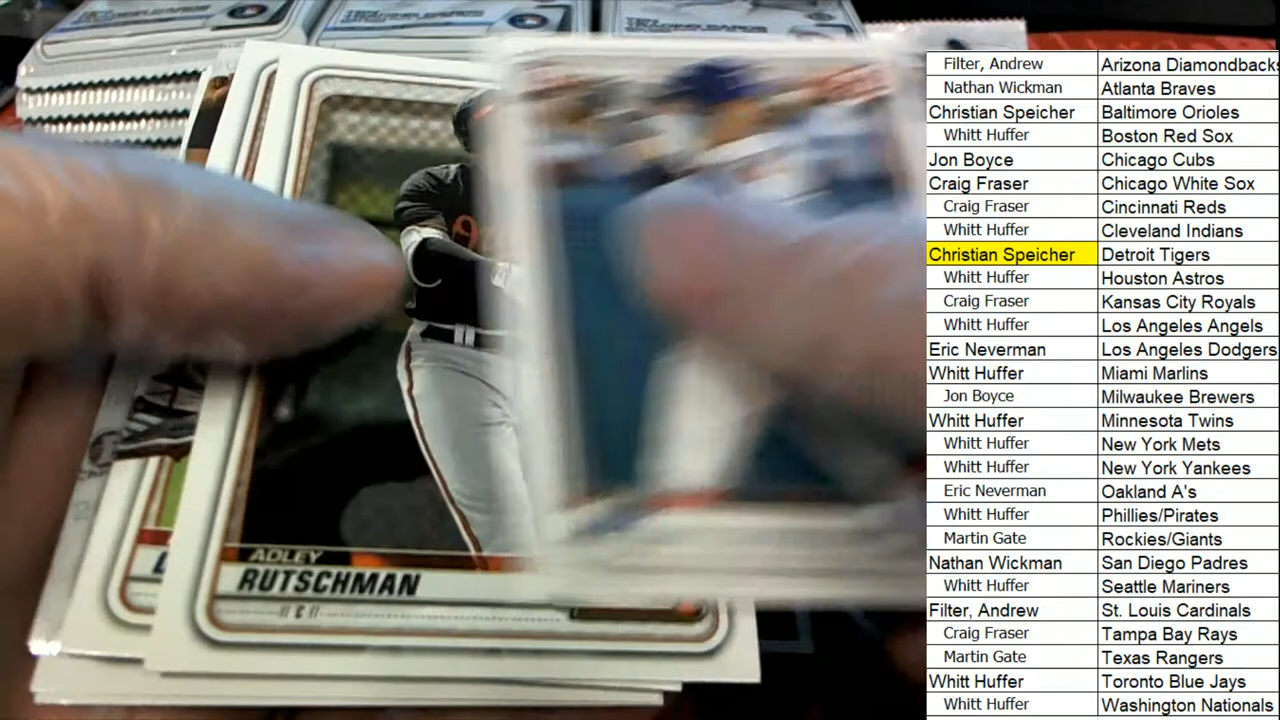 ADLEY
RUTSCHMAN
C
Filter, Andrew Arizona Diamondbacks
Nathan Wickman Atlanta Braves
Christian Speicher Baltimore Orioles
Whitt Huffer Boston Red Sox
Jon Boyce Chicago Cubs
Craig Fraser Chicago White Sox
Craig Fraser Cincinnati Reds
Whitt Huffer Cleveland Indians
Christian Speicher Detroit Tigers
Whitt Huffer Houston Astros
Craig Fraser Kansas City Royals
Whitt Huffer Los Angeles Angels
Eric Neverman Los Angeles Dodgers
Whitt Huffer Miami Marlins
Jon Boyce Milwaukee Brewers
Whitt Huffer Minnesota Twins
Whitt Huffer New York Mets
Whitt Huffer New York Yankees
Eric Neverman Oakland A's
Whitt Huffer Phillies/Pirates
Martin Gate Rockies/Giants
Nathan Wickman San Diego Padres
Whitt Huffer Seattle Mariners
Filter, Andrew St. Louis Cardinals
Craig Fraser Tampa Bay Rays
Martin Gate Texas Rangers
Whitt Huffer Toronto Blue Jays
Whitt Huffer Washington Nationals